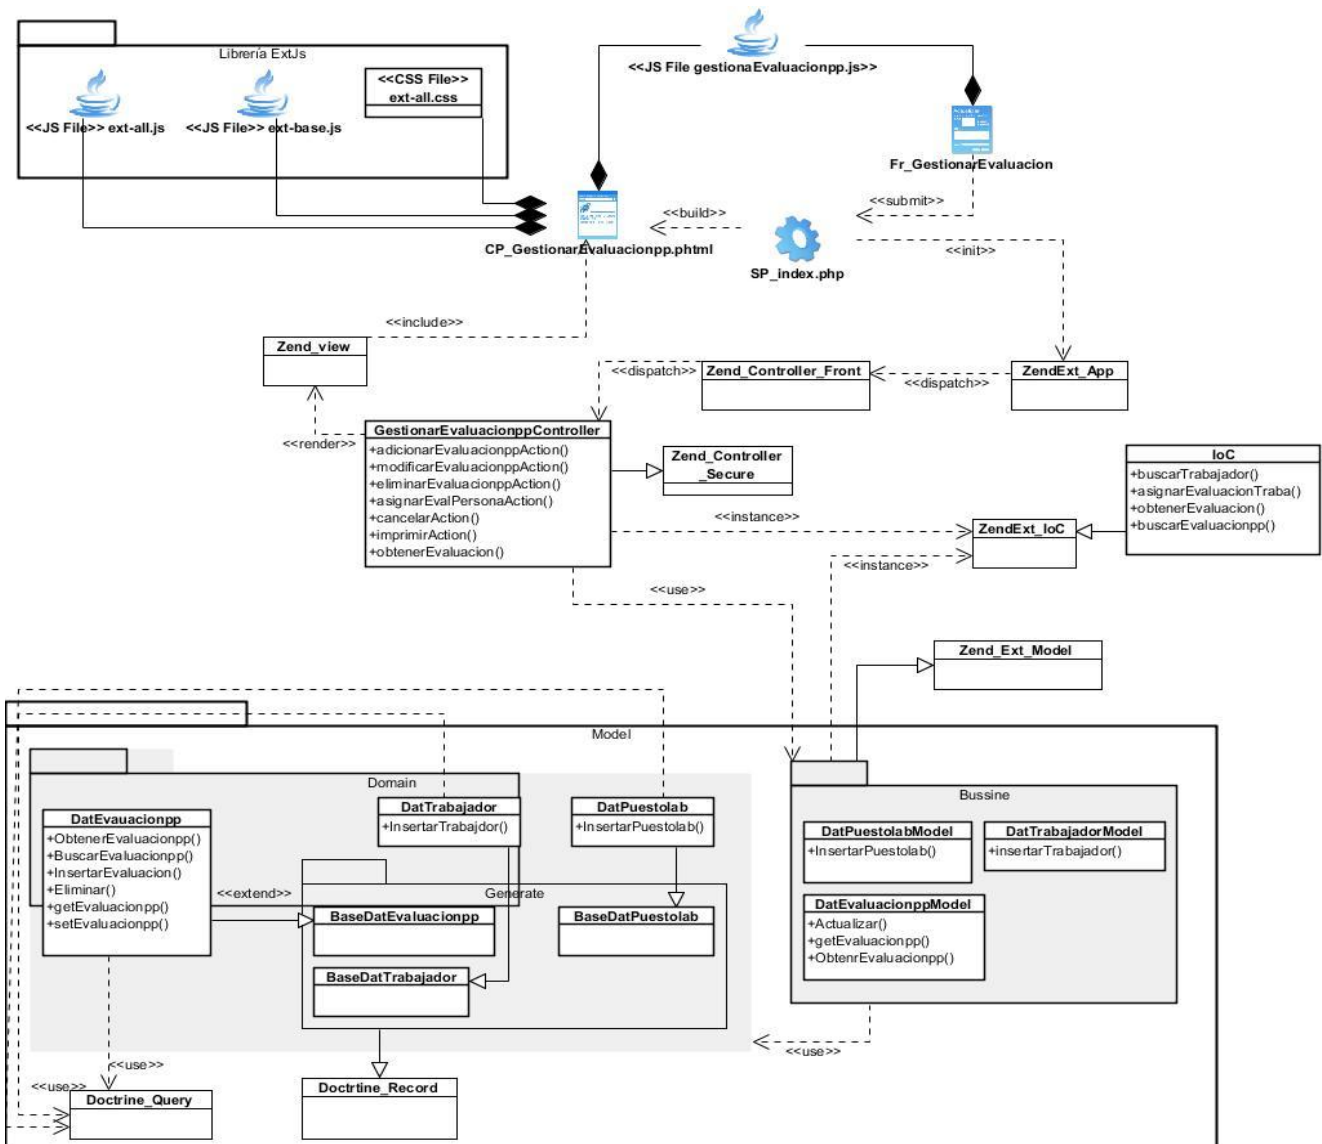 Librería ExtJs
<<JS File>> ext-all.js
<<JS File>> ext-base.js
<<CSS File>>
ext-all.css
<<JS File gestionaEvaluacionpp.js>>
Fr_GestionarEvaluacion
<<submit>>
<<build>>
CP_GestionarEvaluacionpp.phtml
SP_index.php
<<init>>
<<include>>
Zend_view
<<render>>
<<dispatch>>
Zend_Controller_Front
<<dispatch>>
ZendExt_App
GestionarEvaluacionppController
+adicionarEvaluacionppAction()
+modificarEvaluacionppAction()
+eliminarEvaluacionppAction()
+asignarEvalPersonaAction()
+cancelarAction()
+imprimirAction()
+obtenerEvaluacion()
Zend_Controller
_Secure
IoC
+buscarTrabajador()
+asignarEvaluacionTraba()
+obtenerEvaluacion()
+buscarEvaluacionpp()
<<instance>>
ZendExt_IoC
<<instance>>
<<use>>
Zend_Ext_Model
Model
Domain
DatEvauacionpp
+ObtenerEvaluacionpp()
+BuscarEvaluacionpp()
+InsertarEvaluacion()
+Eliminar()
+getEvaluacionpp()
+setEvaluacionpp()
DatTrabajador
+InsertarTrabajdor()
DatPuestolab
+InsertarPuestolab()
<<extend>>
Generate
BaseDatEvaluacionpp
BaseDatPuestolab
BaseDatTrabajador
Bussine
DatPuestolabModel
+InsertarPuestolab()
DatTrabajadorModel
+insertarTrabajador()
DatEvaluacionppModel
+Actualizar()
+getEvaluacionpp()
+ObtenrEvaluacionpp()
<<use>>
<<use>>
<<use>>
Doctrine_Query
Doctrtine_Record